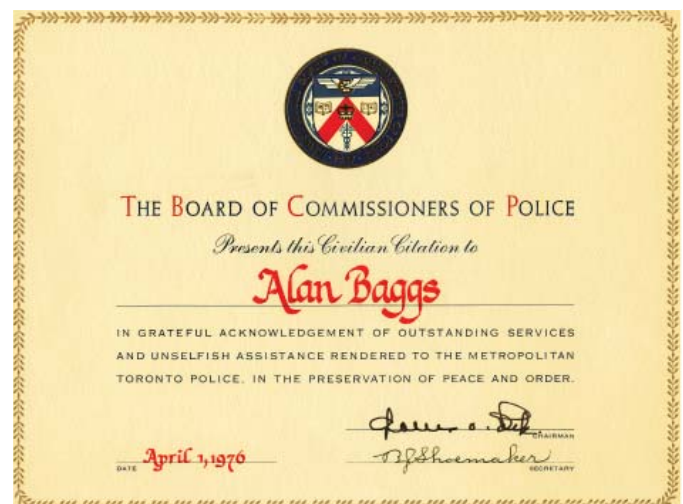 THE BOARD OF COMMISSIONERS OF POLICE
Presents this Civilian Citation to
Alan Baggs
IN GRATEFUL ACKNOWLEDGEMENT OF OUTSTANDING SERVICES
AND UNSELFISH ASSISTANCE RENDERED TO THE METROPOLITAN
TORONTO POLICE, IN THE PRESERVATION OF PEACE AND ORDER.
CHAIRMAN
DATE April 1, 1976 Shoemaker
SECRETARY